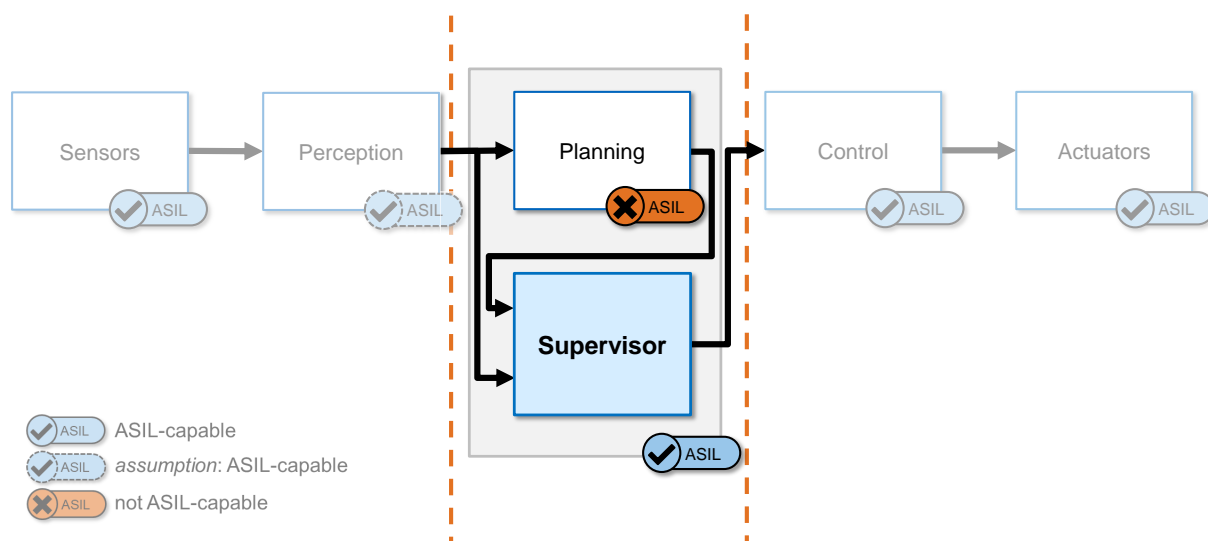 Sensors
ASIL
Perception
ASIL
Planning
ASIL
Control
ASIL
Actuators
ASIL
Supervisor
ASIL
ASIL ASIL-capable
ASIL assumption: ASIL-capable
ASIL not ASIL-capable